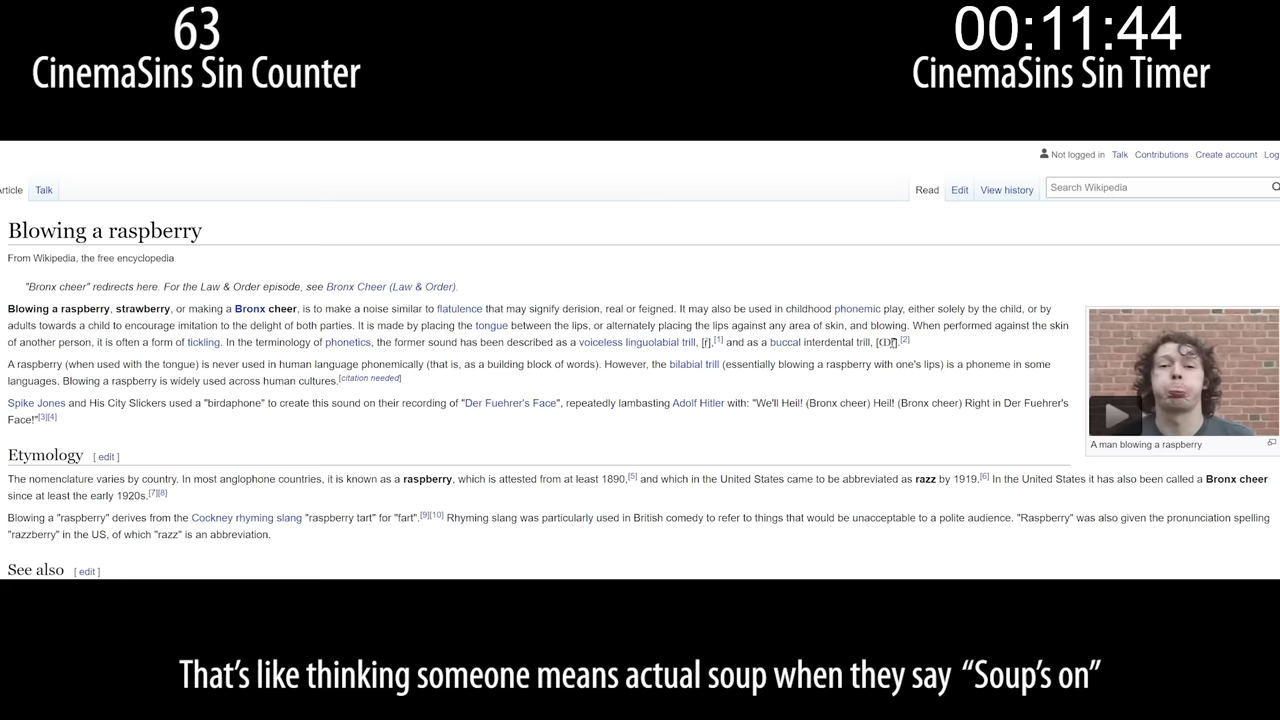 63
CinemaSins Sin Counter
00:11:44
CinemaSins Sin Timer
Not logged in Talk Contributions Create account Log
Article Talk
Read Edit View history Search Wikipedia
Blowing a raspberry
From Wikipedia, the free encyclopedia
"Bronx cheer" redirects here. For the Law & Order episode, see Bronx Cheer (Law & Order).
Blowing a raspberry, strawberry, or making a Bronx cheer, is to make a noise similar to flatulence that may signify derision, real or feigned. It may also be used in childhood phonemic play, either solely by the child, or by
adults towards a child to encourage imitation to the delight of both parties. It is made by placing the tongue between the lips, or alternately placing the lips against any area of skin, and blowing. When performed against the skin
of another person, it is often a form of tickling. In the terminology of phonetics, the former sound has been described as a voiceless linguolabial trill, [1] and as a buccal interdental trill, [2]
A raspberry (when used with the tongue) is never used in human language phonemically (that is, as a building block of words). However, the bilabial trill (essentially blowing a raspberry with one's lips) is a phoneme in some
languages. Blowing a raspberry is widely used across human cultures.[citation needed]
Spike Jones and His City Slickers used a "birdaphone" to create this sound on their recording of "Der Fuehrer's Face", repeatedly lambasting Adolf Hitler with: "We'll Heil! (Bronx cheer) Heil! (Bronx cheer) Right in Der Fuehrer's
Face!"[3][4]
A man blowing a raspberry
Etymology [ edit ]
The nomenclature varies by country. In most anglophone countries, it is known as a raspberry, which is attested from at least 1890,[5] and which in the United States came to be abbreviated as razz by 1919.[6] In the United States it has also been called a Bronx cheer
since at least the early 1920s.[7][8]
Blowing a "raspberry" derives from the Cockney rhyming slang "raspberry tart" for "fart".[9][10] Rhyming slang was particularly used in British comedy to refer to things that would be unacceptable to a polite audience. "Raspberry" was also given the pronunciation spelling
"razzberry" in the US, of which "razz" is an abbreviation.
See also [ edit ]
That's like thinking someone means actual soup when they say “Soup's on”